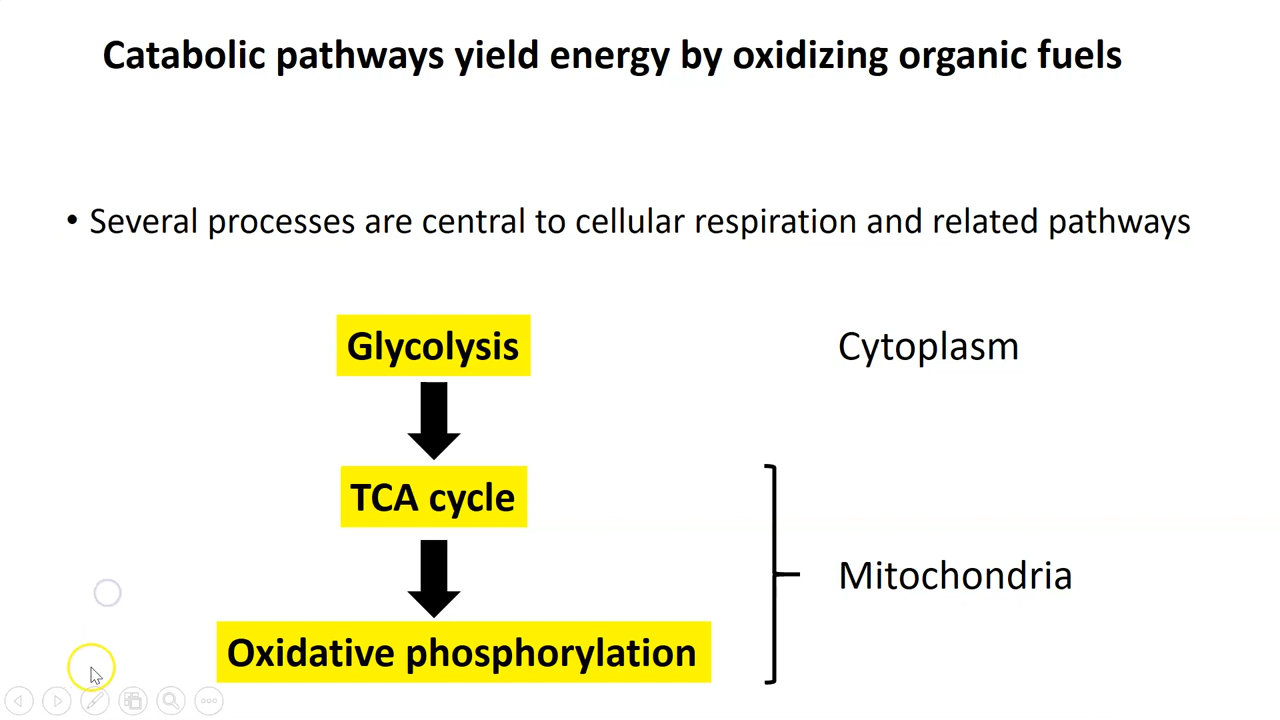 Catabolic pathways yield energy by oxidizing organic fuels
• Several processes are central to cellular respiration and related pathways
Glycolysis
Cytoplasm
TCA cycle
Mitochondria
Oxidative phosphorylation